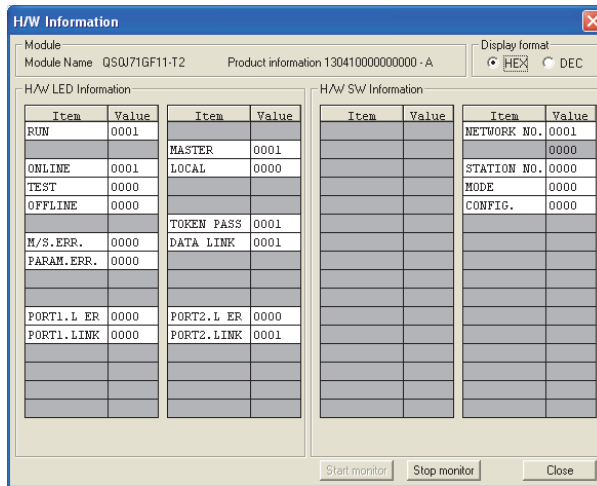 H/W Information
Module
Module Name QS0J71GF11-T2 Product information 130410000000000 - A
Display format
HEX DEC
H/W LED Information
Item Value Item Value
RUN 0001
MASTER 0001
ONLINE 0001 LOCAL 0000
TEST 0000
OFFLINE 0000
TOKEN PASS 0001
M/S.ERR. 0000 DATA LINK 0001
PARAM.ERR. 0000
PORT1.L ER 0000 PORT2.L ER 0000
PORT1.LINK 0000 PORT2.LINK 0001
H/W SW Information
Item Value Item Value
NETWORK NO. 0001
0000
STATION NO. 0000
MODE 0000
CONFIG. 0000
Start monitor Stop monitor Close